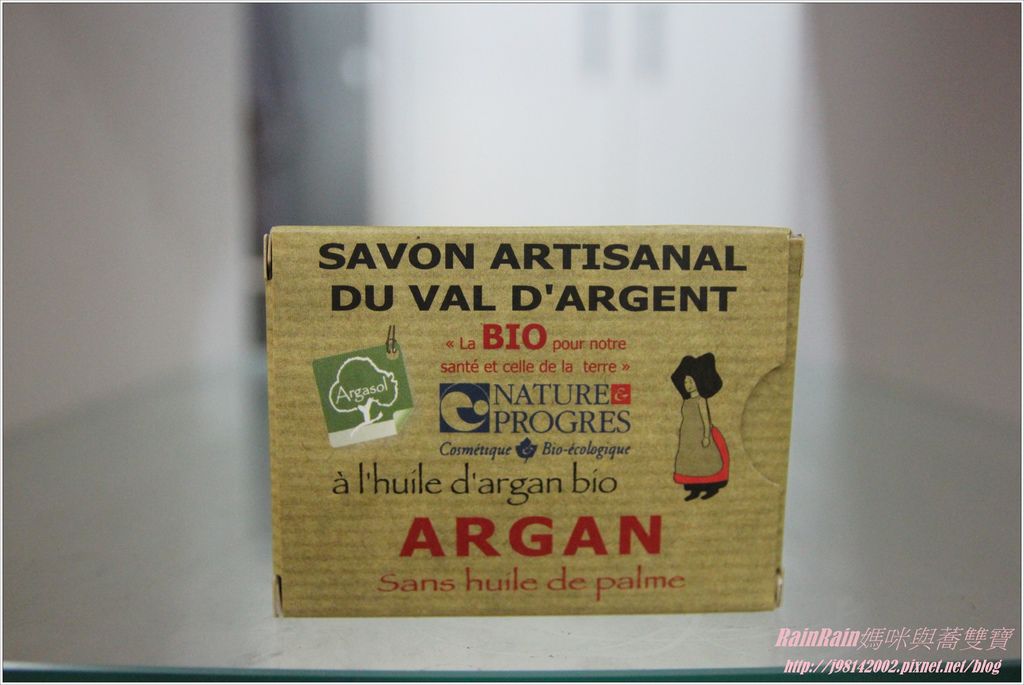 SAVON ARTISANAL
DU VAL D'ARGENT
« La BIO pour notre
santé et celle de la terre »
Argasol
NATURE &
PROGRES
Cosmétique & Bio-écologique
à l'huile d'argan bio
ARGAN
Sans huile de palme
RainRain媽咪與蕎雙寶
http://j98142002.pixnet.net/blog